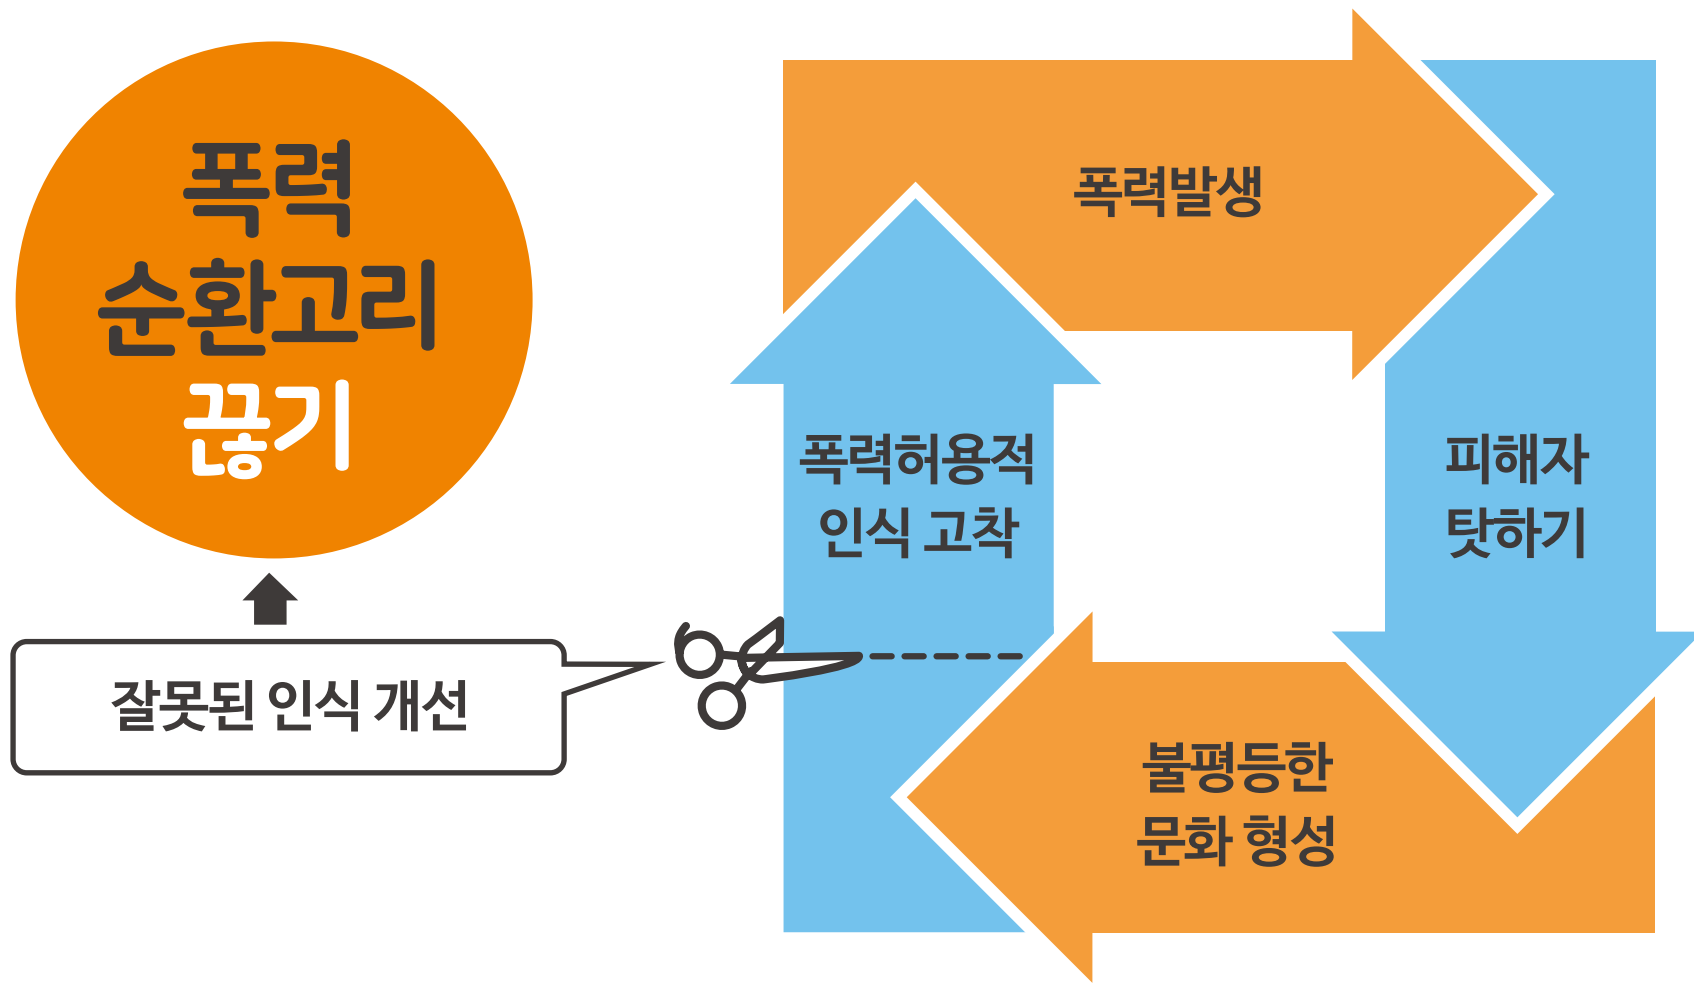 폭력
순환고리
끊기
잘못된 인식 개선
폭력발생
피해자
탓하기
불평등한
문화 형성
폭력허용적
인식 고착